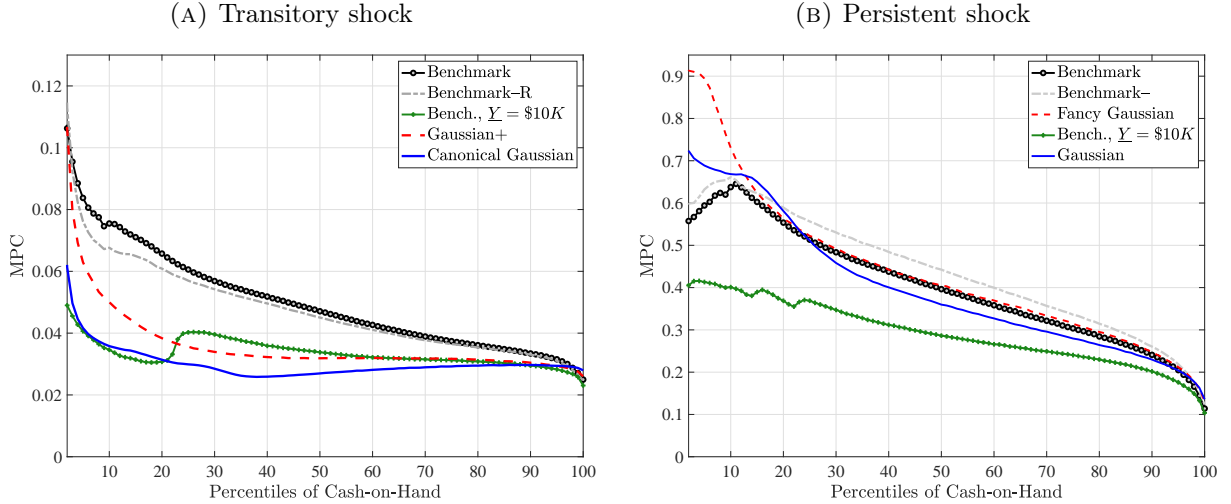 (A) Transitory shock
0.12
0.1
0.08
0.06
0.04
0.02
0
MPC
10 20 30 40 50 60 70 80 90 100
Percentiles of Cash-on-Hand
Benchmark
Benchmark–R
Bench., Y = $10K
Gaussian+
Canonical Gaussian
(B) Persistent shock
0.9
0.8
0.7
0.6
0.5
0.4
0.3
0.2
0.1
MPC
10 20 30 40 50 60 70 80 90 100
Percentiles of Cash-on-Hand
Benchmark
Benchmark–
Fancy Gaussian
Bench., Y = $10K
Gaussian